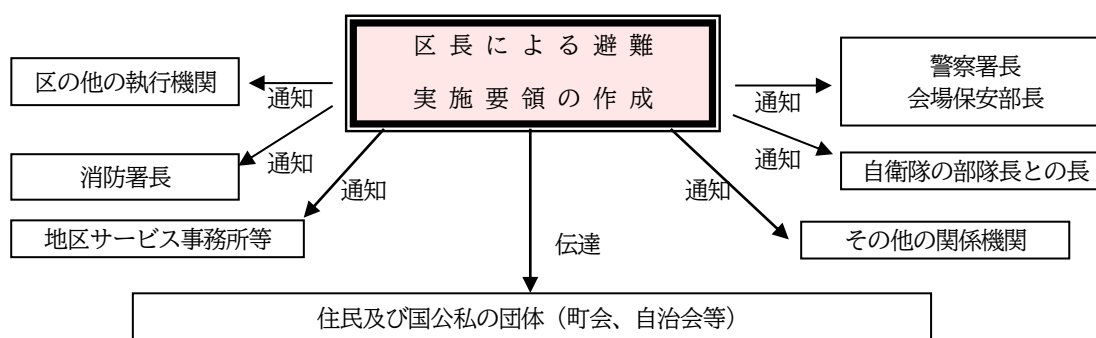 区長による避難
実施要領の作成
区の他の執行機関
通知
警察署長
会場保安部長
通知
消防署長
通知
自衛隊の部隊長との長
通知
地区サービス事務所等
通知
その他の関係機関
通知
伝達
住民及び国公私の団体（町会、自治会等）